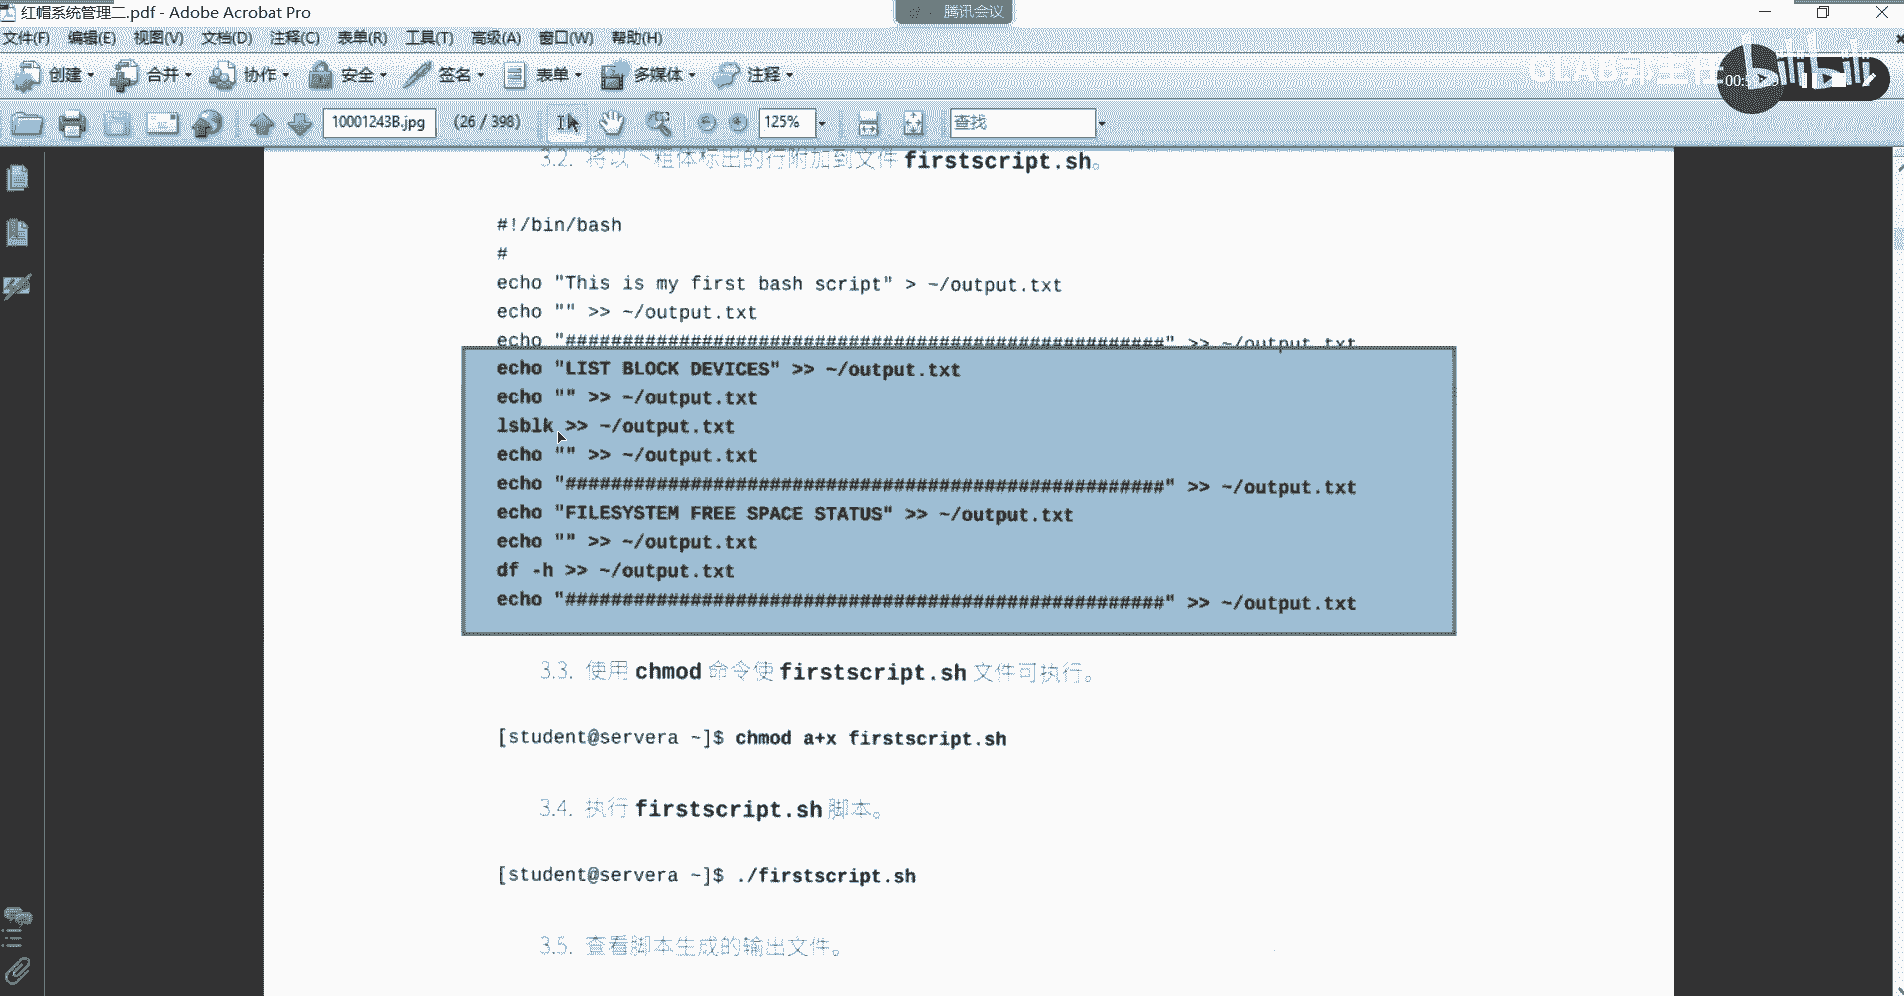 红帽系统管理二.pdf - Adobe Acrobat Pro
腾讯会议
文件(F) 编辑(E) 视图(V) 文档(D) 注释(C) 表单(R) 工具(T) 高级(A) 窗口(W) 帮助(H)
创建 合并 协作 安全 签名 表单 多媒体 注释
bilibili
10001243B.jpg (26 / 398) 125% 查找
3.2. 将以下粗体标出的行附加到文件 firstscript.sh。
#!/bin/bash
#
echo "This is my first bash script" > ~/output.txt
echo "" >> ~/output.txt
echo "#####################################################" >> ~/output.txt
echo "LIST BLOCK DEVICES" >> ~/output.txt
echo "" >> ~/output.txt
lsblk >> ~/output.txt
echo "" >> ~/output.txt
echo "#####################################################" >> ~/output.txt
echo "FILESYSTEM FREE SPACE STATUS" >> ~/output.txt
echo "" >> ~/output.txt
df -h >> ~/output.txt
echo "#####################################################" >> ~/output.txt
3.3. 使用 chmod 命令使 firstscript.sh 文件可执行。
[student@servera ~]$ chmod a+x firstscript.sh
3.4. 执行 firstscript.sh 脚本。
[student@servera ~]$ ./firstscript.sh
3.5. 查看脚本生成的输出文件。